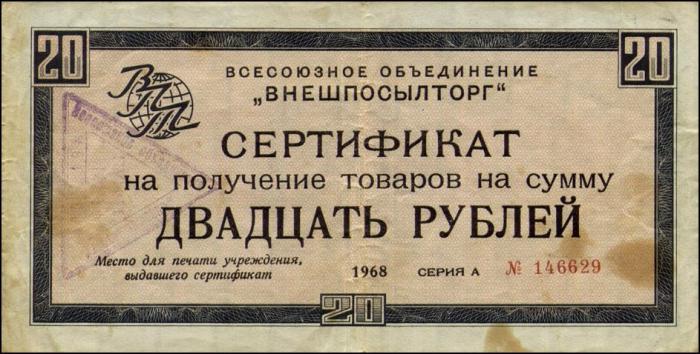 20 20
ВПТ
ВСЕСОЮЗНОЕ ОБЪЕДИНЕНИЕ
„ВНЕШПОСЫЛТОРГ“
СЕРТИФИКАТ
на получение товаров на сумму
ДВАДЦАТЬ РУБЛЕЙ
Место для печати учреждения,
выдавшего сертификат
1968 СЕРИЯ А № 146629
20